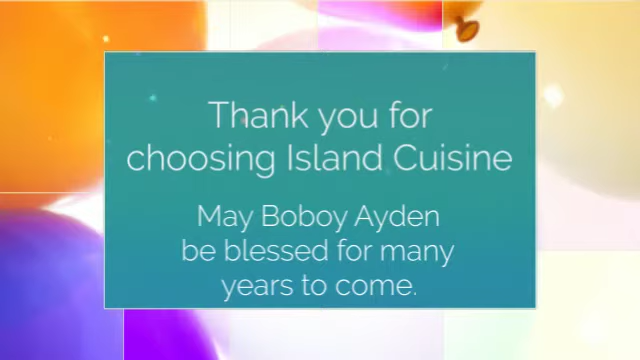 Thank you for
choosing Island Cuisine
May Boboy Ayden
be blessed for many
years to come.